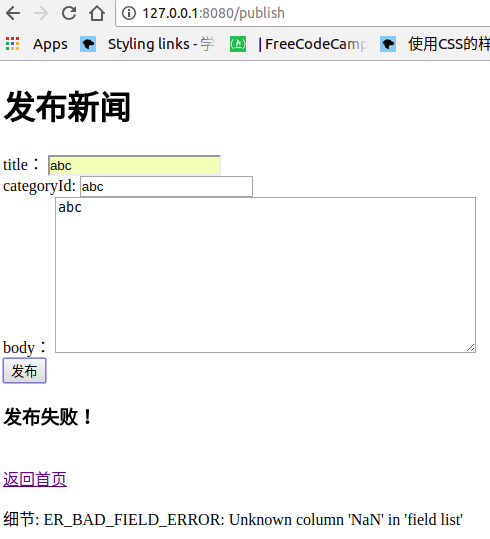 127.0.0.1:8080/publish
Apps Styling links - 学 | FreeCodeCamp 使用CSS的样
发布新闻
title： abc
categoryId: abc
abc
body：
发布
发布失败！
返回首页
细节: ER_BAD_FIELD_ERROR: Unknown column 'NaN' in 'field list'